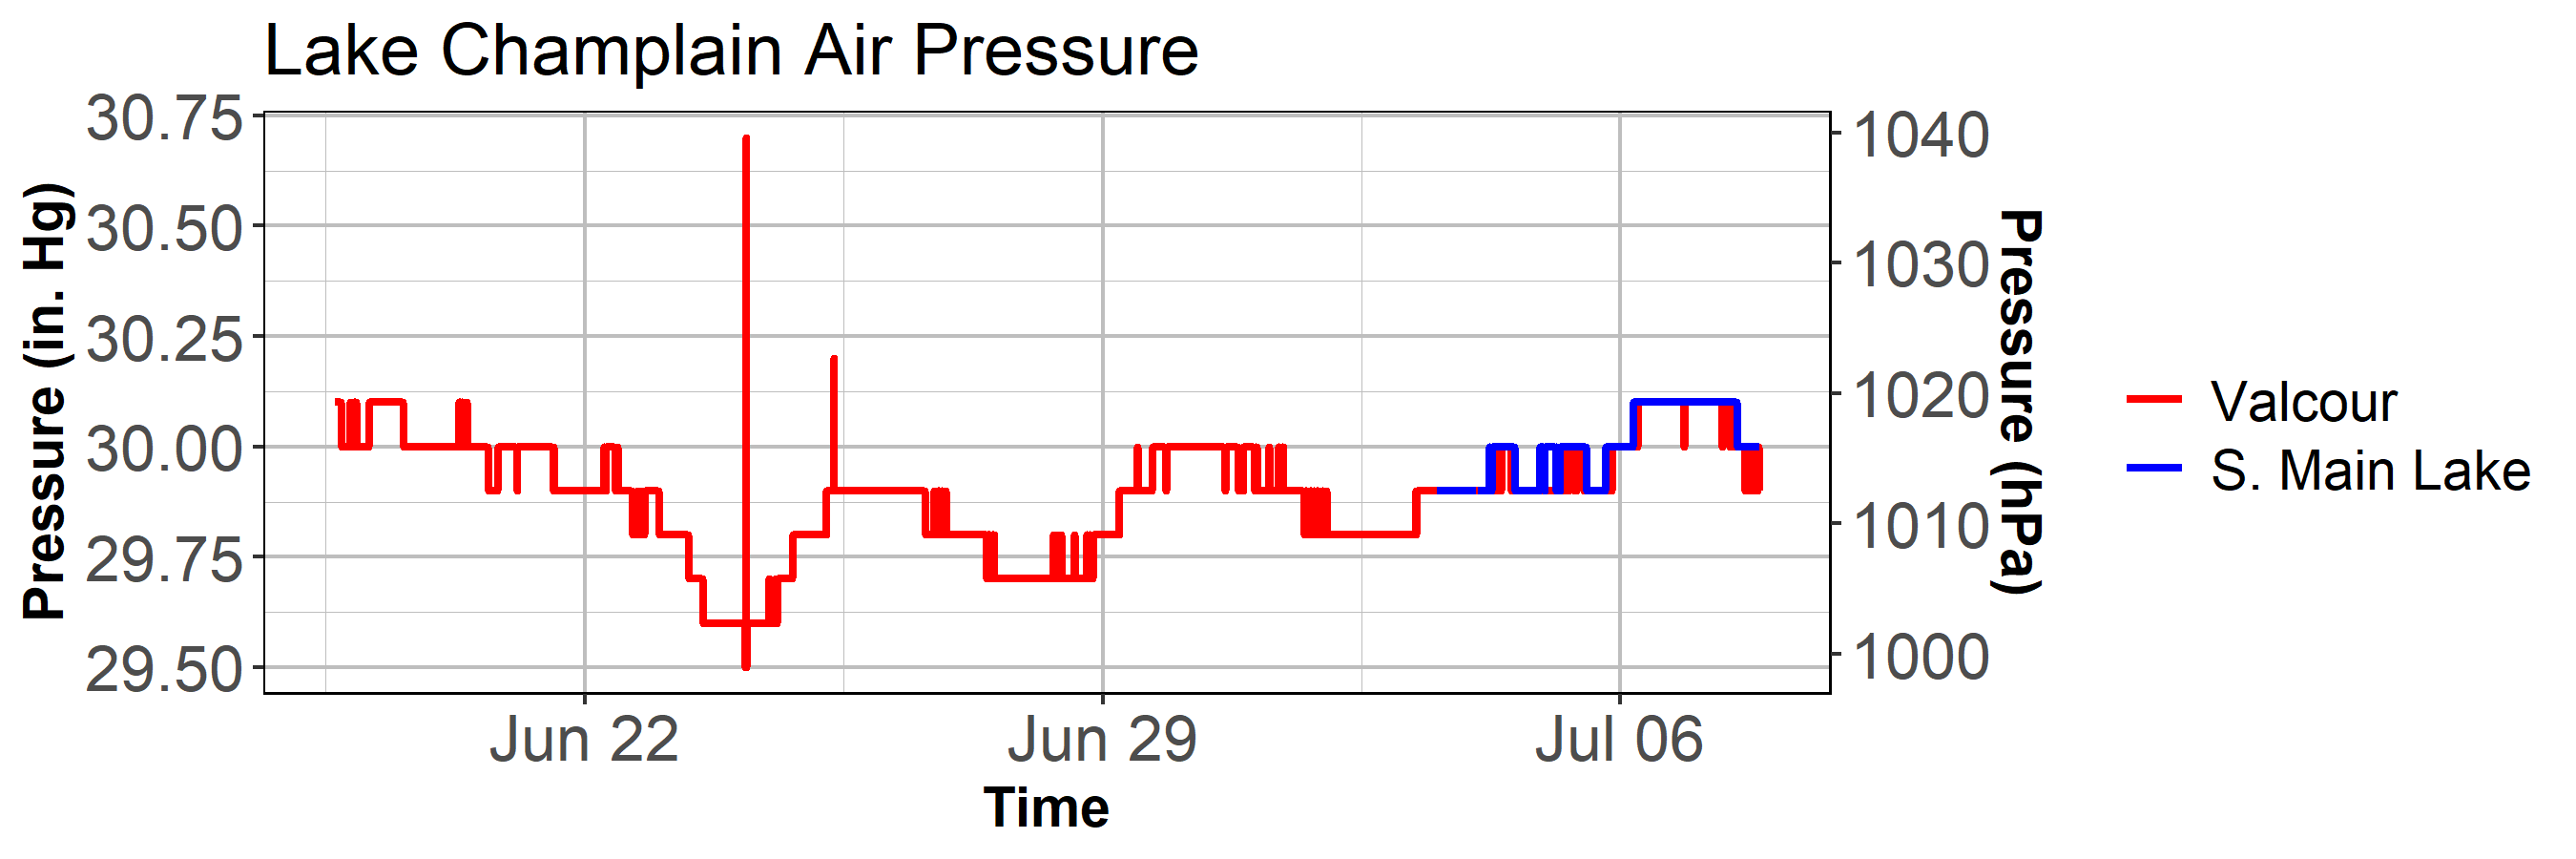 Lake Champlain Air Pressure
Pressure (in. Hg)
30.75
30.50
30.25
30.00
29.75
29.50
1040
1030
1020
1010
1000
Pressure (hPa)
Jun 22
Jun 29
Jul 06
Time
Valcour
S. Main Lake